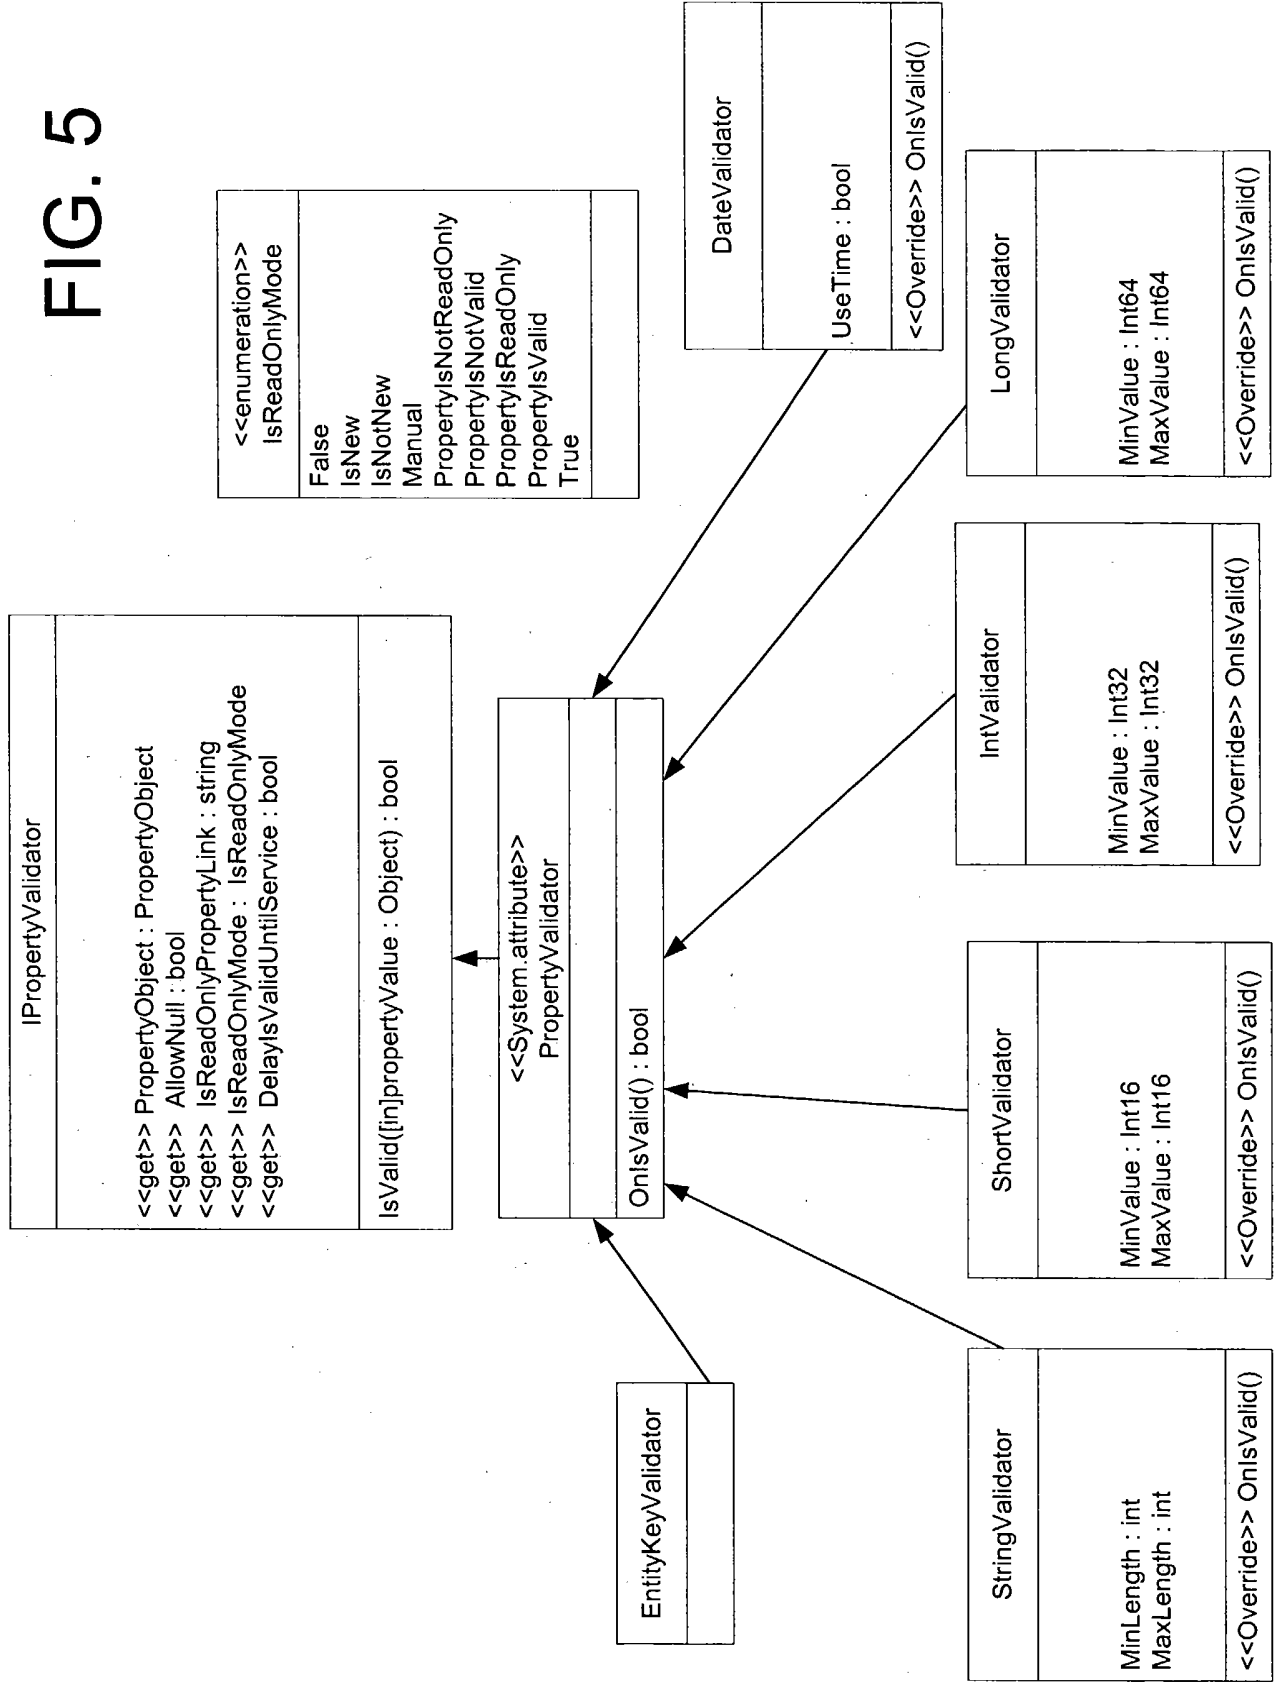 FIG. 5
IPropertyValidator
<<get>> PropertyObject : PropertyObject
<<get>> AllowNull : bool
<<get>> IsReadOnlyPropertyLink : string
<<get>> IsReadOnlyMode : IsReadOnlyMode
<<get>> DelayIsValidUntilService : bool
IsValid([in]propertyValue : Object) : bool
<<enumeration>>
IsReadOnlyMode
False
IsNew
IsNotNew
Manual
PropertyIsNotReadOnly
PropertyIsNotValid
PropertyIsReadOnly
PropertyIsValid
True
<<System.attribute>>
PropertyValidator
OnIsValid() : bool
EntityKeyValidator
DateValidator
UseTime : bool
<<Override>> OnIsValid()
StringValidator
MinLength : int
MaxLength : int
<<Override>> OnIsValid()
ShortValidator
MinValue : Int16
MaxValue : Int16
<<Override>> OnIsValid()
IntValidator
MinValue : Int32
MaxValue : Int32
<<Override>> OnIsValid()
LongValidator
MinValue : Int64
MaxValue : Int64
<<Override>> OnIsValid()